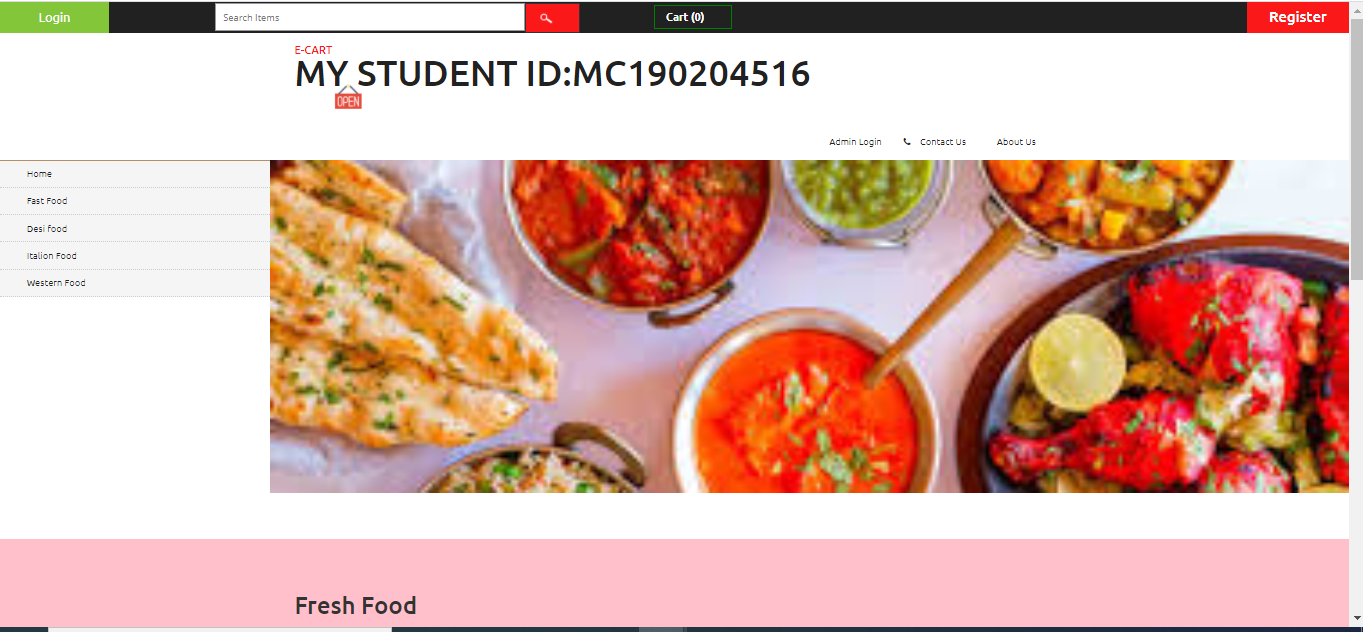 Login
Search Items
Cart (0)
Register
E-CART
MY STUDENT ID:MC190204516
OPEN
Admin Login
Contact Us
About Us
Home
Fast Food
Desi food
Italion Food
Western Food
Fresh Food